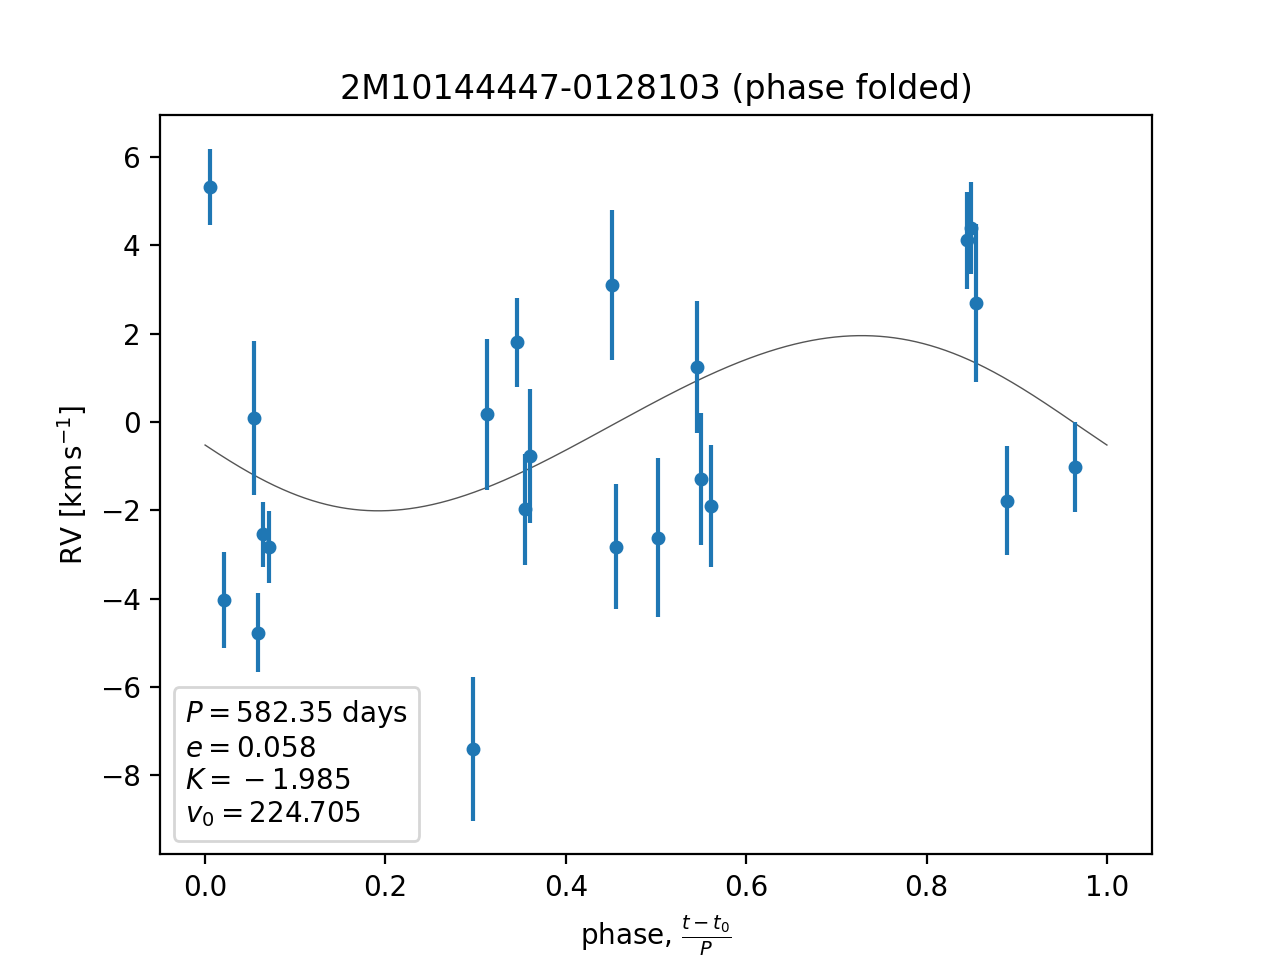 2M10144447-0128103 (phase folded)
RV [km s⁻¹]
6
4
2
0
−2
−4
−6
−8
P = 582.35 days
e = 0.058
K = −1.985
v₀ = 224.705
0.0 0.2 0.4 0.6 0.8 1.0
phase, (t − t₀)/P